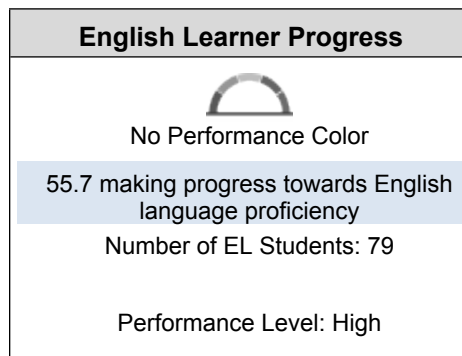 English Learner Progress
No Performance Color
55.7 making progress towards English
language proficiency
Number of EL Students: 79
Performance Level: High